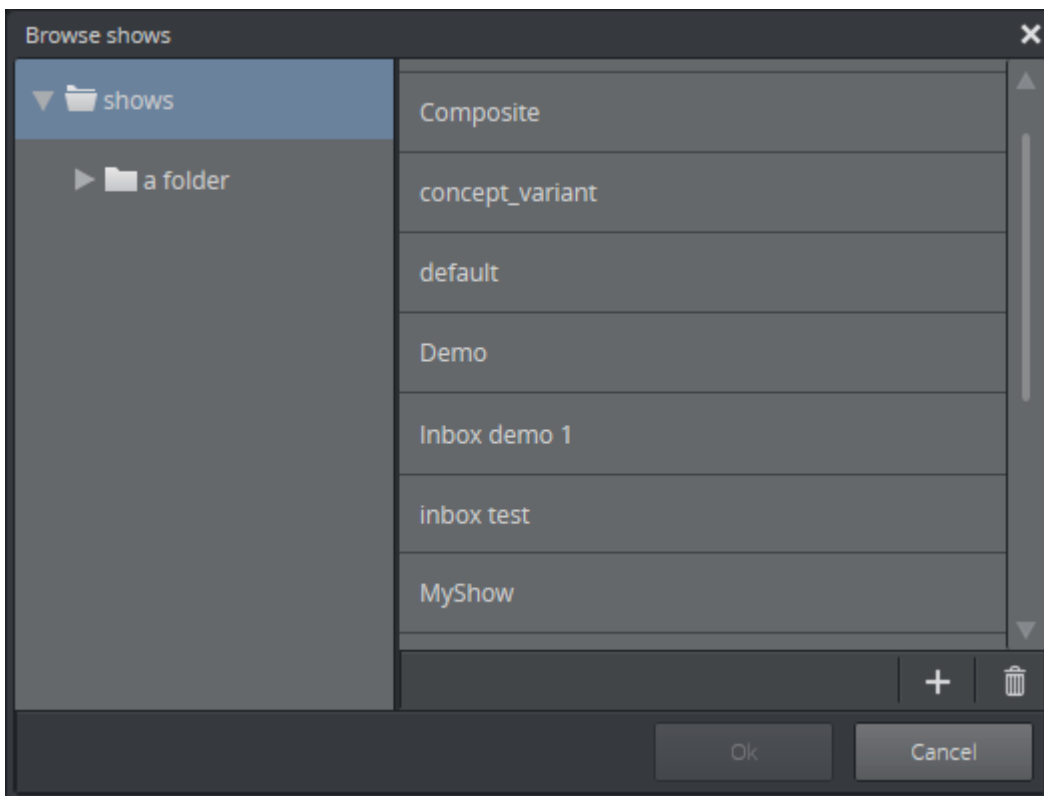 Browse shows
shows
a folder
Composite
concept_variant
default
Demo
Inbox demo 1
inbox test
MyShow
Ok
Cancel